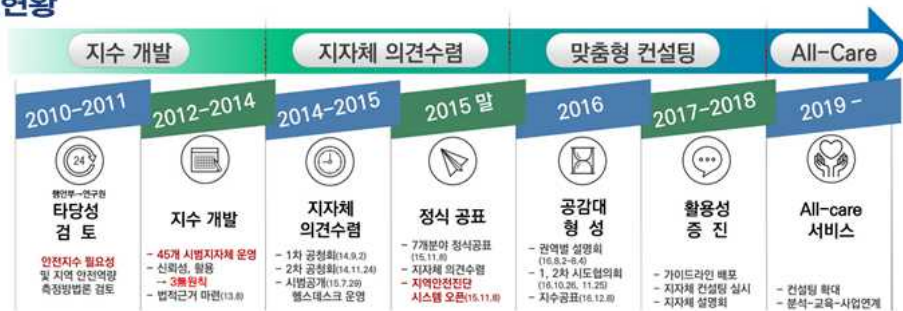 현황
지수 개발
지자체 의견수렴
맞춤형 컨설팅
All-Care
2010-2011
24
행안부→연구원
타당성
검 토
안전지수 필요성
및 지역 안전역량
측정방법론 검토
2012-2014
지수 개발
- 45개 시범지자체 운영
- 신뢰성, 활용
→ 3無원칙
- 법적근거 마련(13.8)
2014-2015
지자체
의견수렴
- 1차 공청회(14.9.2)
- 2차 공청회(14.11.24)
- 시범공개(15.7.29)
헬스데스크 운영
2015 말
정식 공표
- 7개분야 정식공표
(15.11.8)
- 지자체 의견수렴
- 지역안전진단
시스템 오픈(15.11.8)
2016
공감대
형 성
- 권역별 설명회
(16.8.2~8.4)
- 1, 2차 시도협의회
(16.10.26, 11.25)
- 지수공표(16.12.8)
2017-2018
활용성
증 진
- 가이드라인 배포
- 지자체 컨설팅 실시
- 지자체 설명회
2019 -
All-care
서비스
- 컨설팅 확대
- 분석-교육-사업연계